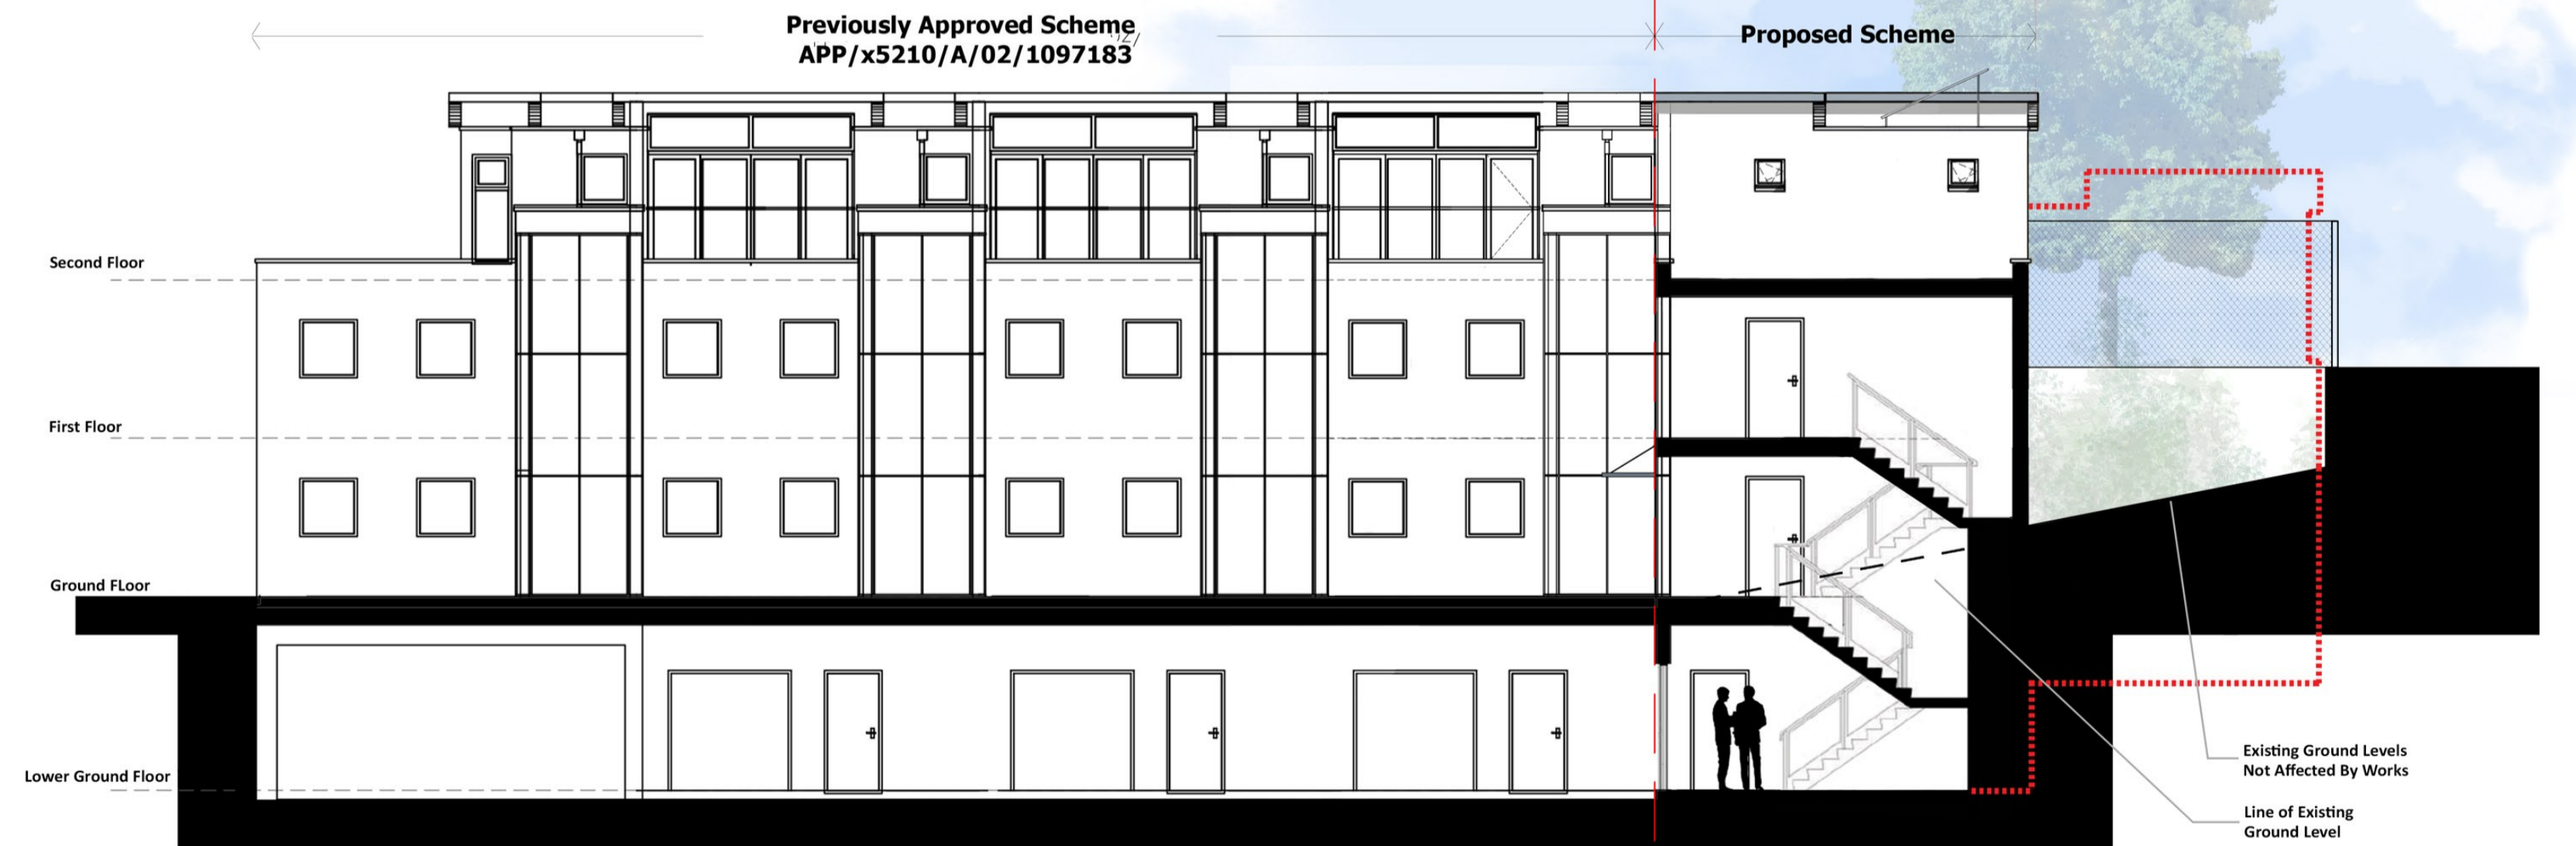 Previously Approved Scheme
APP/x5210/A/02/1097183
Proposed Scheme
Second Floor
First Floor
Ground FLoor
Lower Ground Floor
Existing Ground Levels
Not Affected By Works
Line of Existing
Ground Level